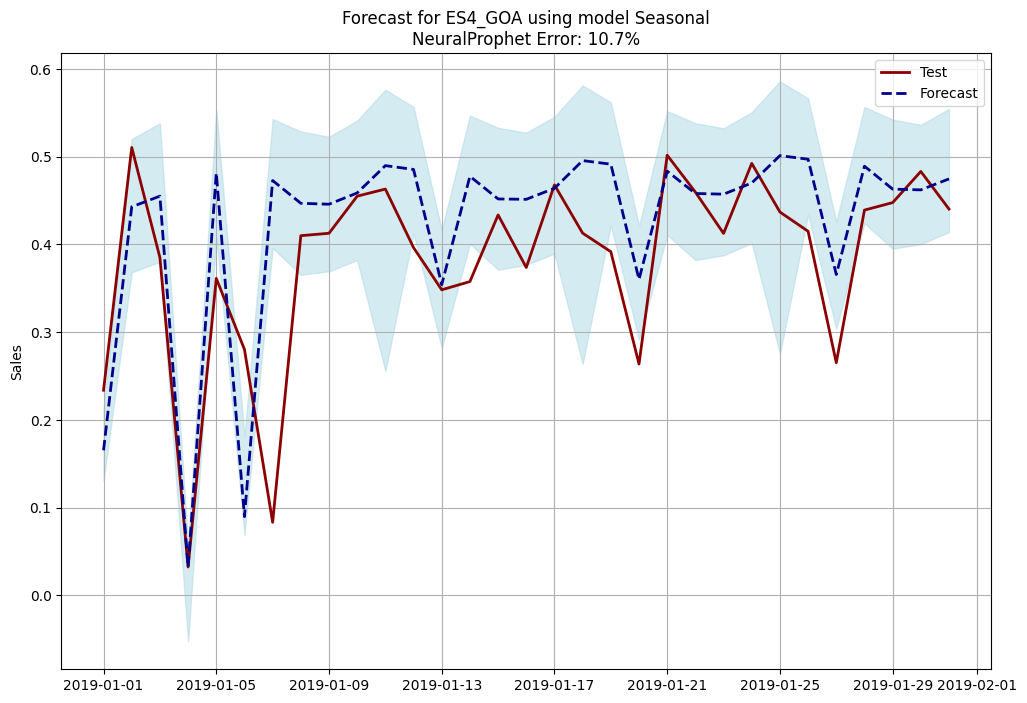 Forecast for ES4_GOA using model Seasonal
NeuralProphet Error: 10.7%
Test
Forecast
Sales
0.6
0.5
0.4
0.3
0.2
0.1
0.0
2019-01-01 2019-01-05 2019-01-09 2019-01-13 2019-01-17 2019-01-21 2019-01-25 2019-01-29 2019-02-01